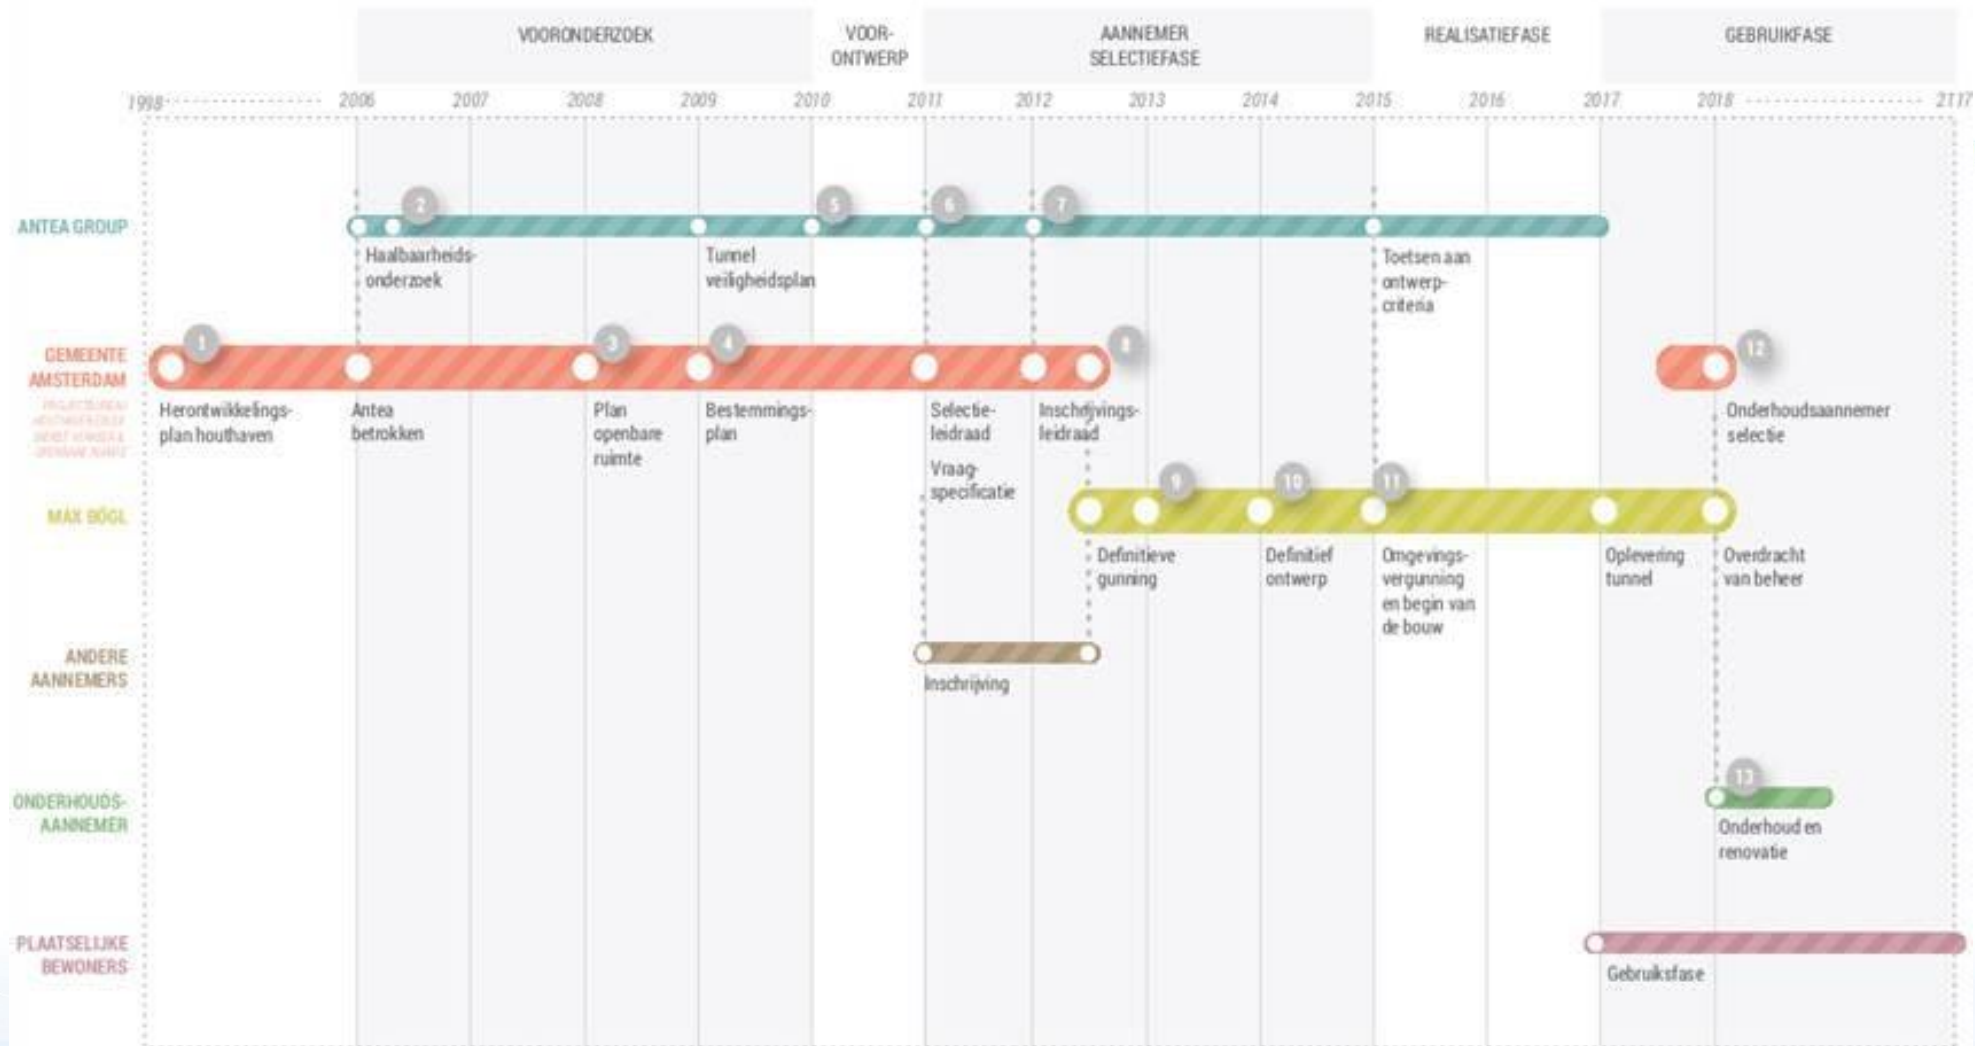 VOORONDERZOEK
VOOR-
ONTWERP
AANNEMER
SELECTIEFASE
REALISATIEFASE
GEBRUIKFASE
1998
2006
2007
2008
2009
2010
2011
2012
2013
2014
2015
2016
2017
2018
2117
ANTEA GROUP
2
5
6
7
Haalbaarheids-
onderzoek
Tunnel
veiligheidsplan
Toetsen aan
ontwerp-
criteria
GEMEENTE
AMSTERDAM
1
3
4
8
12
Herontwikkelings-
plan houthaven
Antea
betrokken
Plan
openbare
ruimte
Bestemmings-
plan
Selectie-
leidraad
Vraag-
specificatie
Inschrijvings-
leidraad
Onderhoudsaannemer
selectie
MAX BÖGL
9
10
11
Definitieve
gunning
Definitief
ontwerp
Omgevings-
vergunning
en begin van
de bouw
Oplevering
tunnel
Overdracht
van beheer
ANDERE
AANNEMERS
Inschrijving
ONDERHOUDS-
AANNEMER
13
Onderhoud en
renovatie
PLAATSELIJKE
BEWONERS
Gebruiksfase